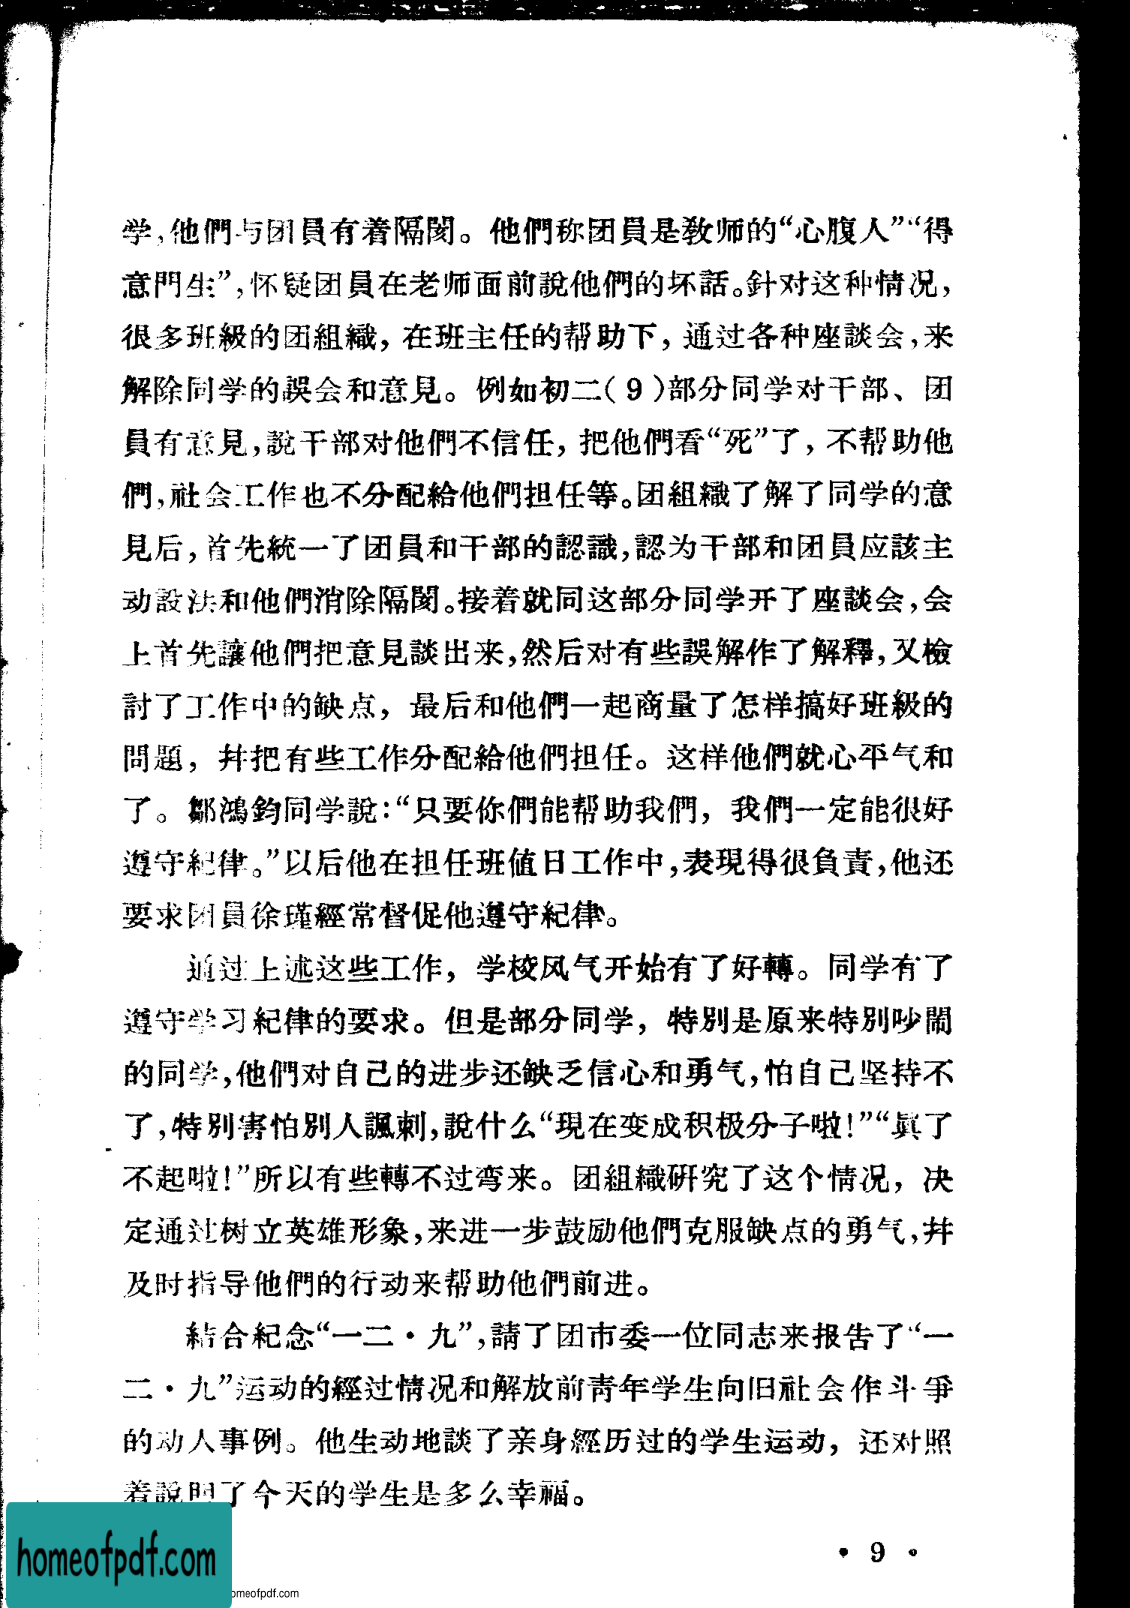 学,他們与团員有着隔閡。他們称团員是敎师的“心腹人”“得
意門生”,怀疑团員在老师面前說他們的坏話。針对这种情况,
很多班級的团組織,在班主任的帮助下,通过各种座談会,来
解除同学的誤会和意見。例如初二(9)部分同学对干部、团
員有意見,說干部对他們不信任,把他們看“死”了,不帮助他
們,社会工作也不分配給他們担任等。团組織了解了同学的意
見后,首先統一了团員和干部的認識,認为干部和团員应該主
动設法和他們消除隔閡。接着就同这部分同学开了座談会,会
上首先讓他們把意見談出来,然后对有些誤解作了解釋,又檢
討了工作中的缺点,最后和他們一起商量了怎样搞好班級的
問題,幷把有些工作分配給他們担任。这样他們就心平气和
了。鄒鴻鈞同学說:“只要你們能帮助我們,我們一定能很好
遵守紀律。”以后他在担任班值日工作中,表現得很負責,他还
要求团員徐瑾經常督促他遵守紀律。
通过上述这些工作,学校风气开始有了好轉。同学有了
遵守学习紀律的要求。但是部分同学,特別是原来特別吵鬧
的同学,他們对自己的进步还缺乏信心和勇气,怕自己坚持不
了,特別害怕別人諷刺,說什么“現在变成积极分子啦!”“眞了
不起啦!”所以有些轉不过弯来。团組織研究了这个情况,决
定通过树立英雄形象,来进一步鼓励他們克服缺点的勇气,幷
及时指导他們的行动来帮助他們前进。
結合紀念“一二·九”,請了团市委一位同志来报告了“一
二·九”运动的經过情况和解放前青年学生向旧社会作斗爭
的动人事例。他生动地談了亲身經历过的学生运动,还对照
着說明了今天的学生是多么幸福。
·9·
homeofpdf.com
omeofpdf.com